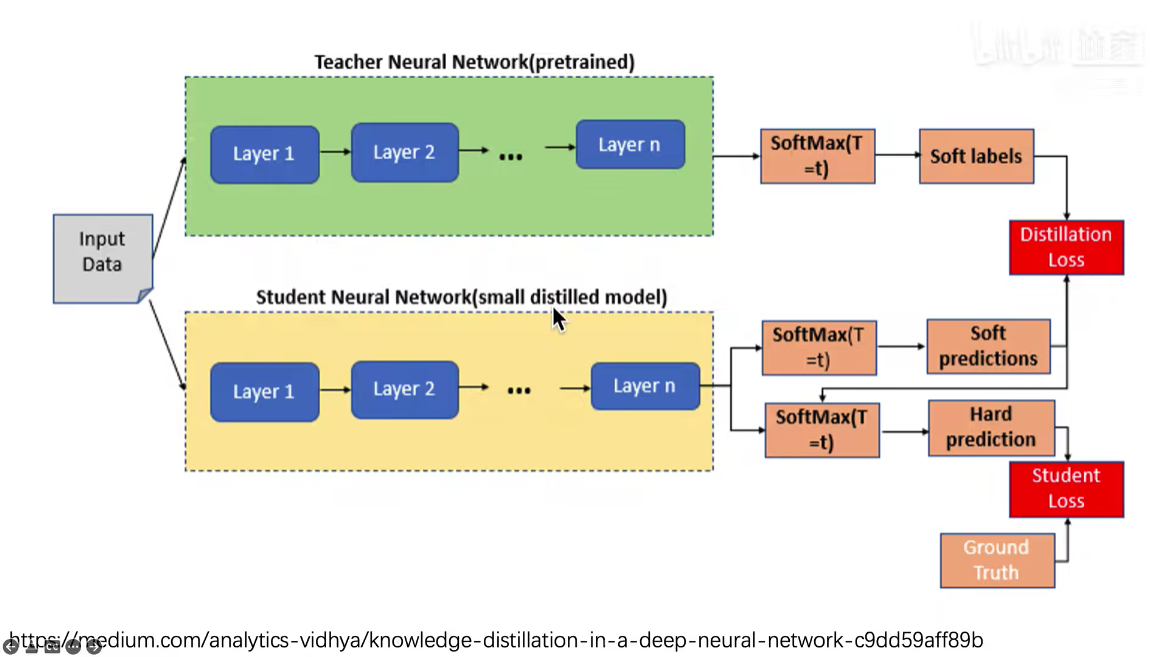 Teacher Neural Network(pretrained)
Layer 1
Layer 2
...
Layer n
SoftMax(T
=t)
Soft labels
Input
Data
Distillation
Loss
Student Neural Network(small distilled model)
Layer 1
Layer 2
...
Layer n
SoftMax(T
=t)
Soft
predictions
SoftMax(T
=t)
Hard
prediction
Student
Loss
Ground
Truth
https://medium.com/analytics-vidhya/knowledge-distillation-in-a-deep-neural-network-c9dd59aff89b